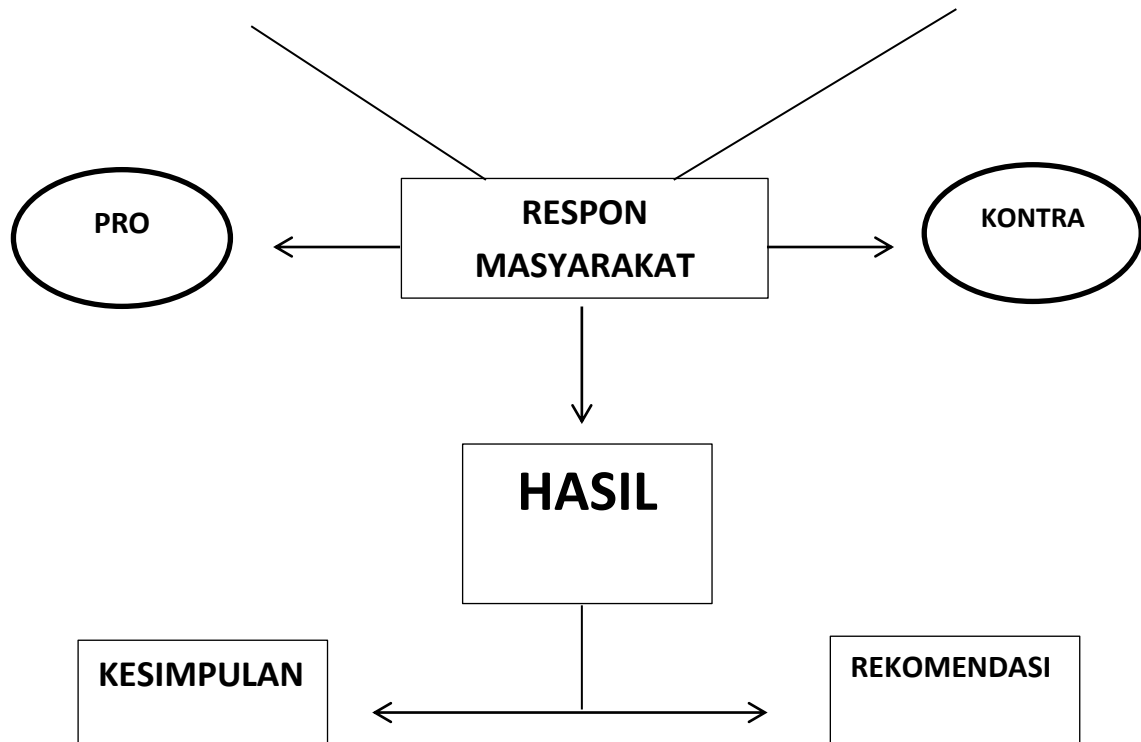 PRO
RESPON
MASYARAKAT
KONTRA
HASIL
KESIMPULAN
REKOMENDASI